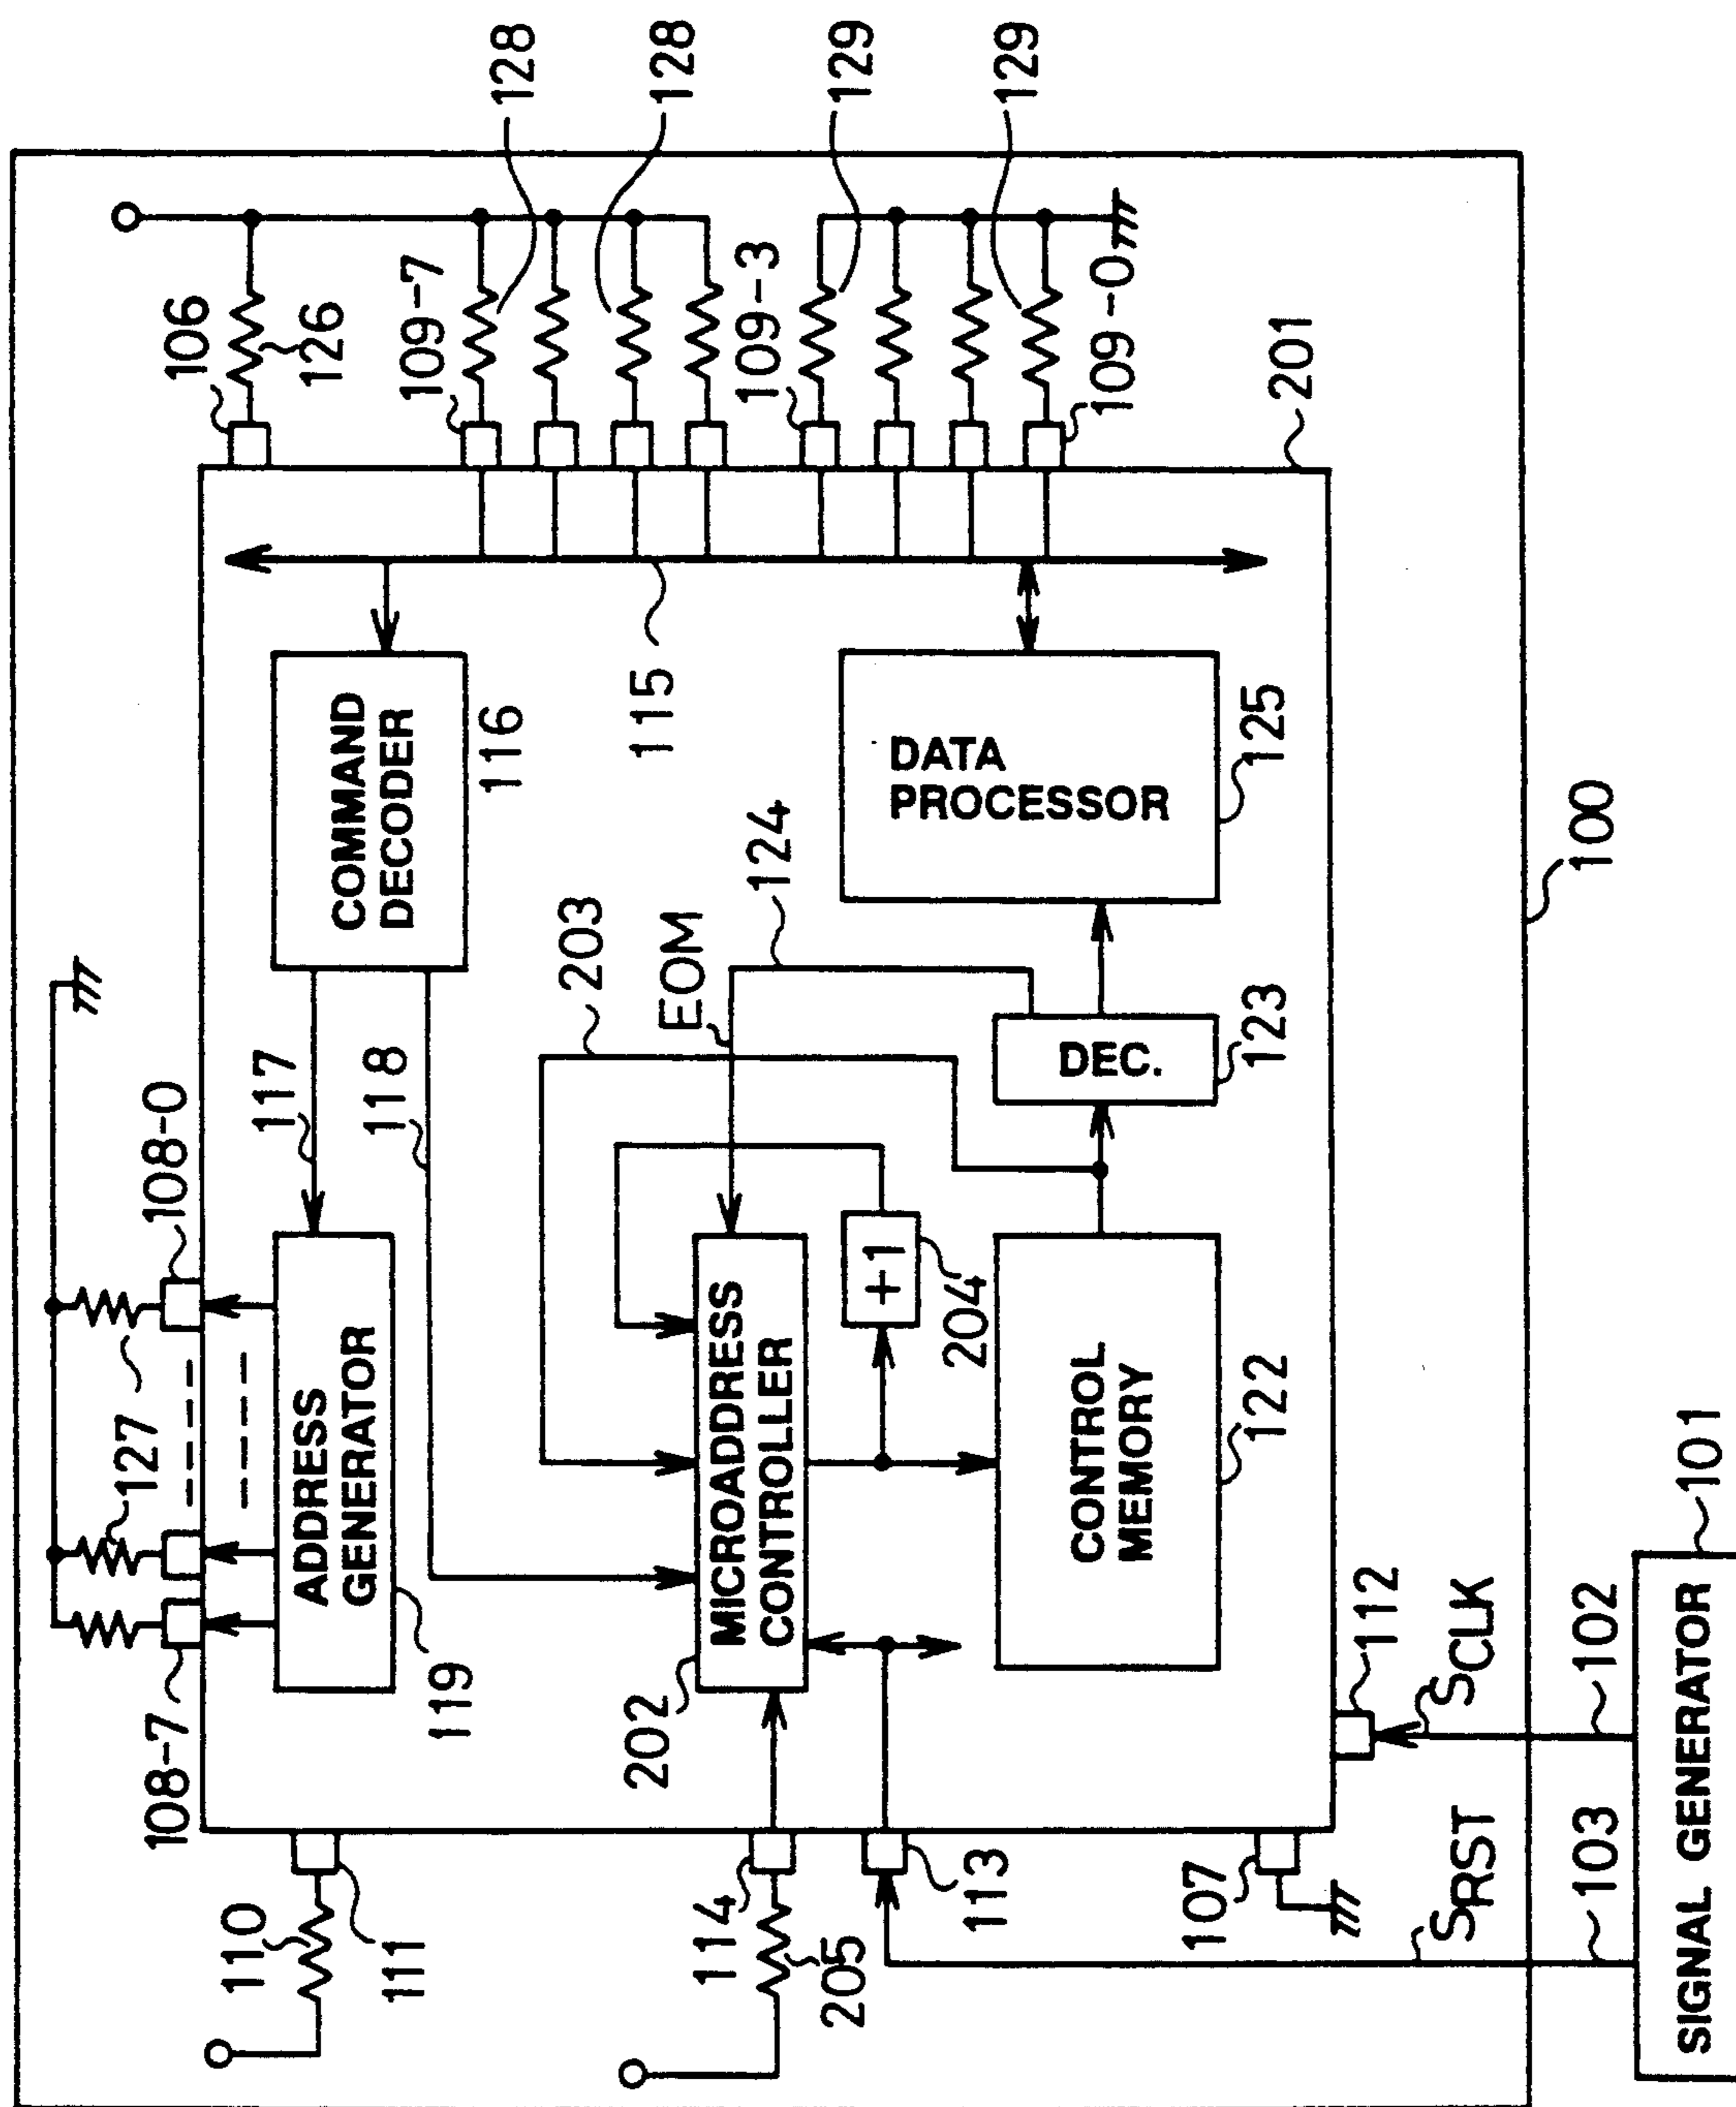 128
128
129
129
127
108-7
108-0
106
110
117
126
ADDRESS
GENERATOR
COMMAND
DECODER
118
111
109-7
119
116
203
202
EOM
115
114
MICROADDRESS
CONTROLLER
124
109-3
205
+1
DATA
PROCESSOR
204
113
CONTROL
MEMORY
DEC.
109-0
107
122
123
125
201
112
SRST
SCLK
103
102
100
SIGNAL GENERATOR
101